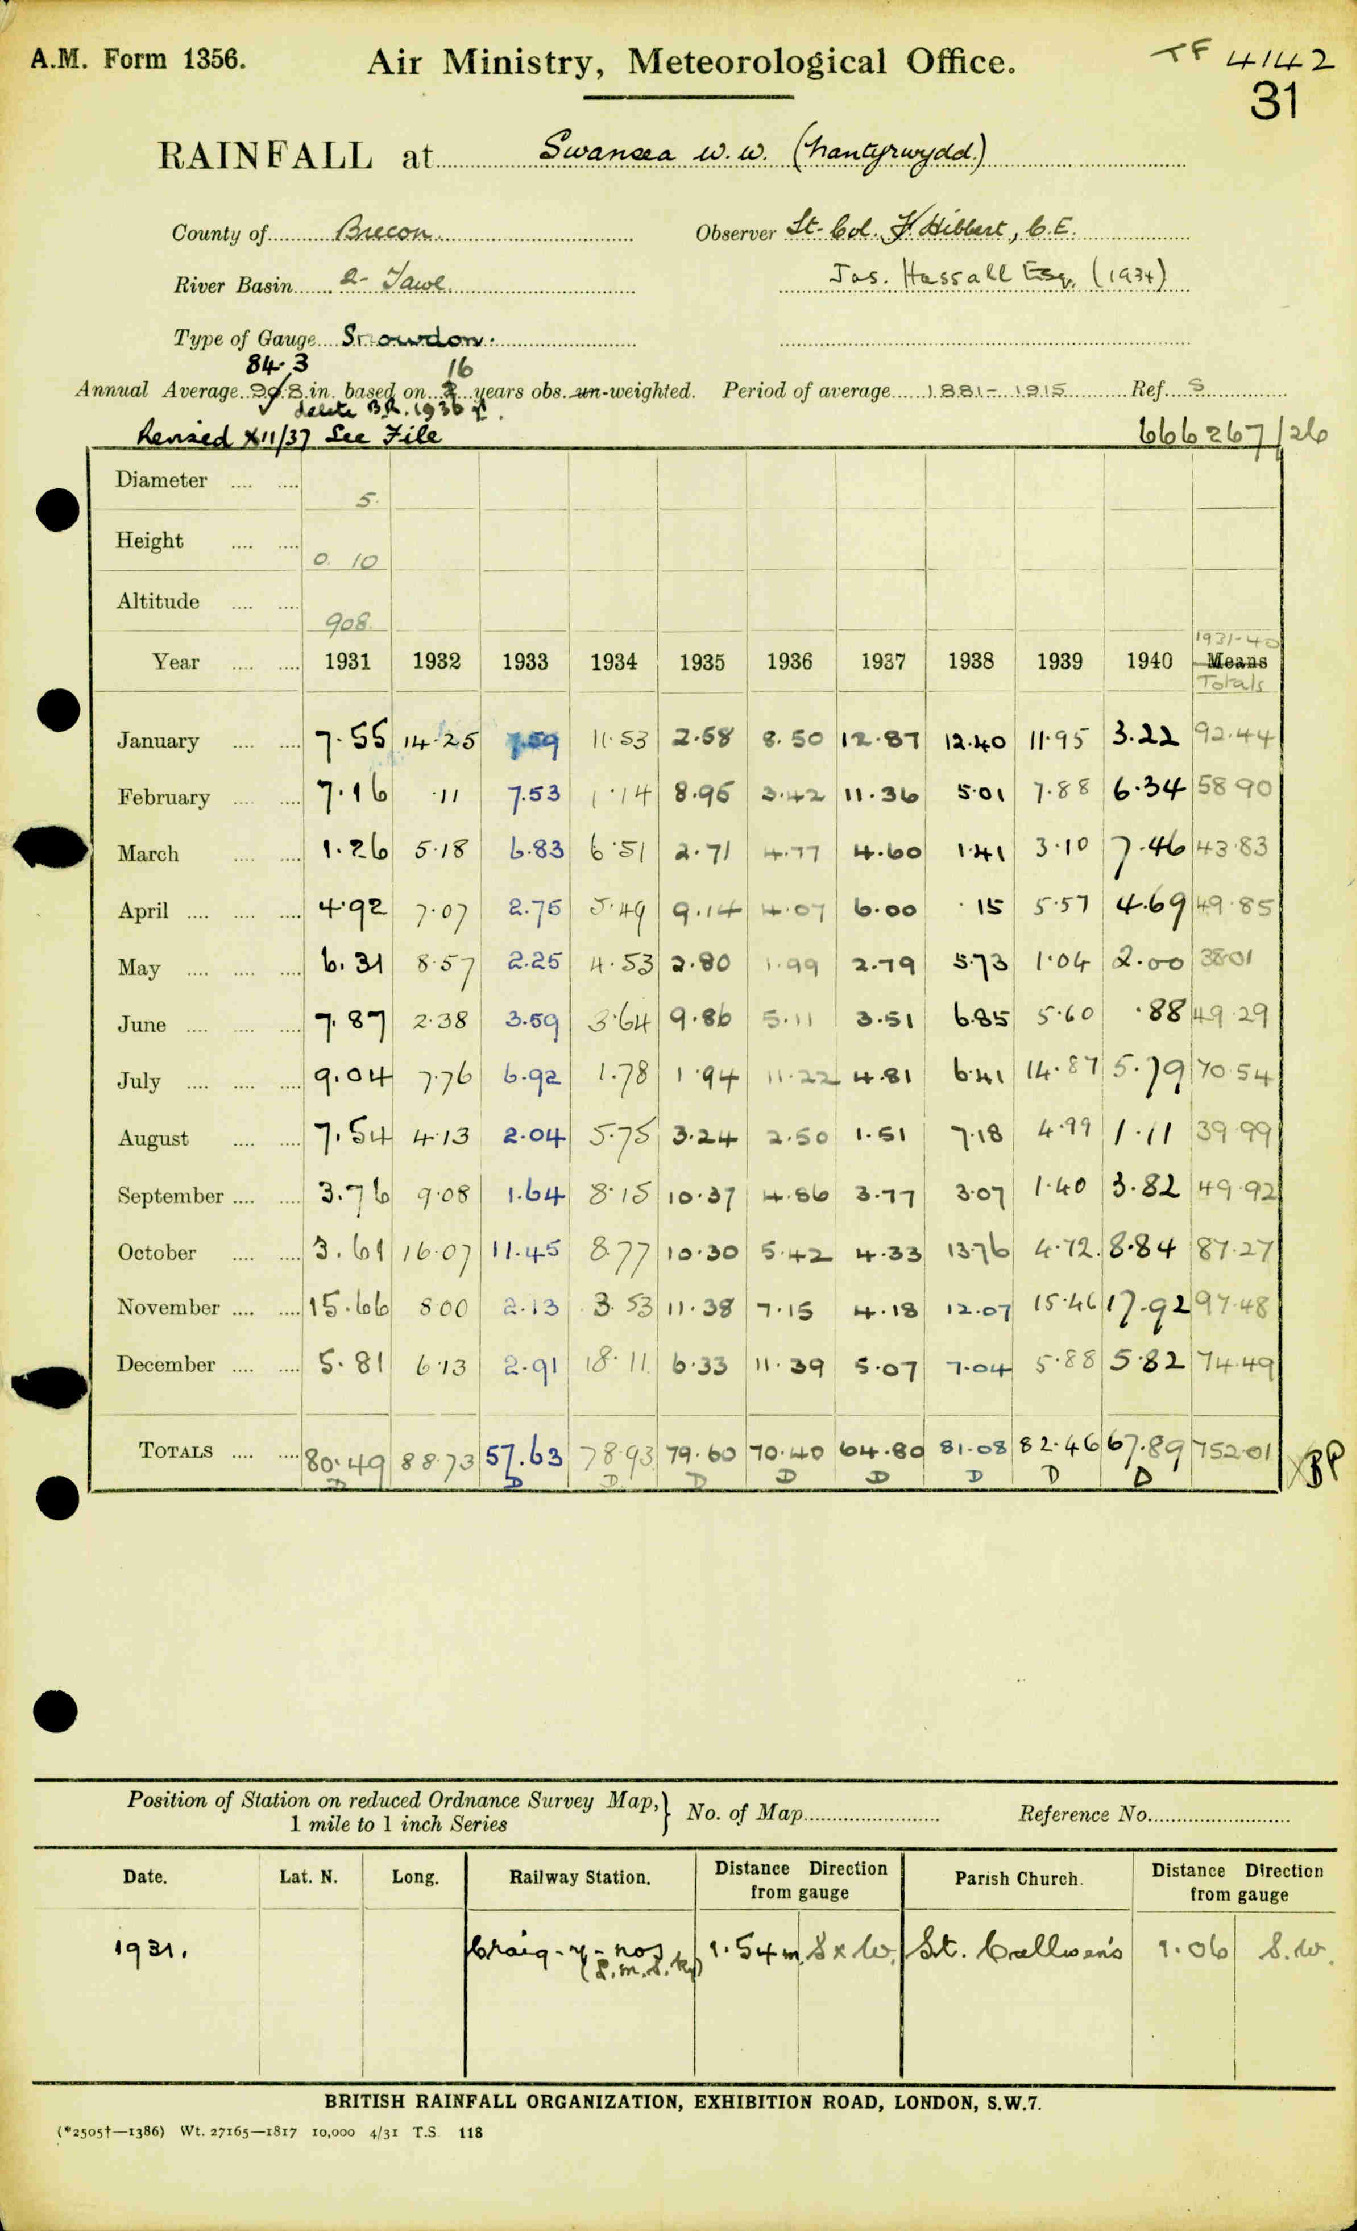 A.M. Form 1356.
Air Ministry, Meteorological Office.
TF 4142
31
RAINFALL at Swansea W.W. (Nantyrwydd.)
County of Brecon.
Observer Lt-Col. F Hibbert, C.E.
River Basin 2- Tawe.
Jas. Hassall Esq. (1934)
Type of Gauge Snowdon.
84.3 16
Annual Average in. based on years obs. un-weighted. Period of average 1881-1915 Ref. S
delete B.R. 1936
Revised XII/37 See File
666267/26
Diameter 5.
Height 0. 10
Altitude 908.
1931-40
Year 1931 1932 1933 1934 1935 1936 1937 1938 1939 1940 Means
Totals
January 7.55 14.25 7.59 11.53 2.58 8.50 12.87 12.40 11.95 3.22 92.44
February 7.16 .11 7.53 1.14 8.95 3.42 11.36 5.01 7.88 6.34 58.90
March 1.26 5.18 6.83 6.51 2.71 4.77 4.60 1.41 3.10 7.46 43.83
April 4.92 7.07 2.75 5.49 9.14 4.07 6.00 .15 5.57 4.69 49.85
May 6.31 8.57 2.25 4.53 2.80 1.99 2.79 5.73 1.04 2.00 38.01
June 7.87 2.38 3.59 3.64 9.86 5.11 3.51 6.85 5.60 .88 49.29
July 9.04 7.76 6.92 1.78 1.94 11.22 4.81 6.41 14.87 5.79 70.54
August 7.54 4.13 2.04 5.75 3.24 2.50 1.51 7.18 4.99 1.11 39.99
September 3.76 9.08 1.64 8.15 10.37 4.86 3.77 3.07 1.40 3.82 49.92
October 3.61 16.07 11.45 8.77 10.30 5.42 4.33 13.76 4.72 8.84 87.27
November 15.66 8.00 2.13 3.53 11.38 7.15 4.18 12.07 15.46 17.92 97.48
December 5.81 6.13 2.91 18.11 6.33 11.39 5.07 7.04 5.88 5.82 74.49
TOTALS 80.49 88.73 57.63 78.93 79.60 70.40 64.80 81.08 82.46 67.89 752.01 XBP
D D D D D D D D D
Position of Station on reduced Ordnance Survey Map,
1 mile to 1 inch Series } No. of Map Reference No.
Date. Lat. N. Long. Railway Station. Distance Direction from gauge Parish Church. Distance Direction from gauge
1931. Craig-y-nos 1.54 m. S x W. St. Callwen's 1.06 S.W.
(L.M.S. Ry)
BRITISH RAINFALL ORGANIZATION, EXHIBITION ROAD, LONDON, S.W.7.
(*2505†—1386) Wt. 27165—1817 10,000 4/31 T.S. 118